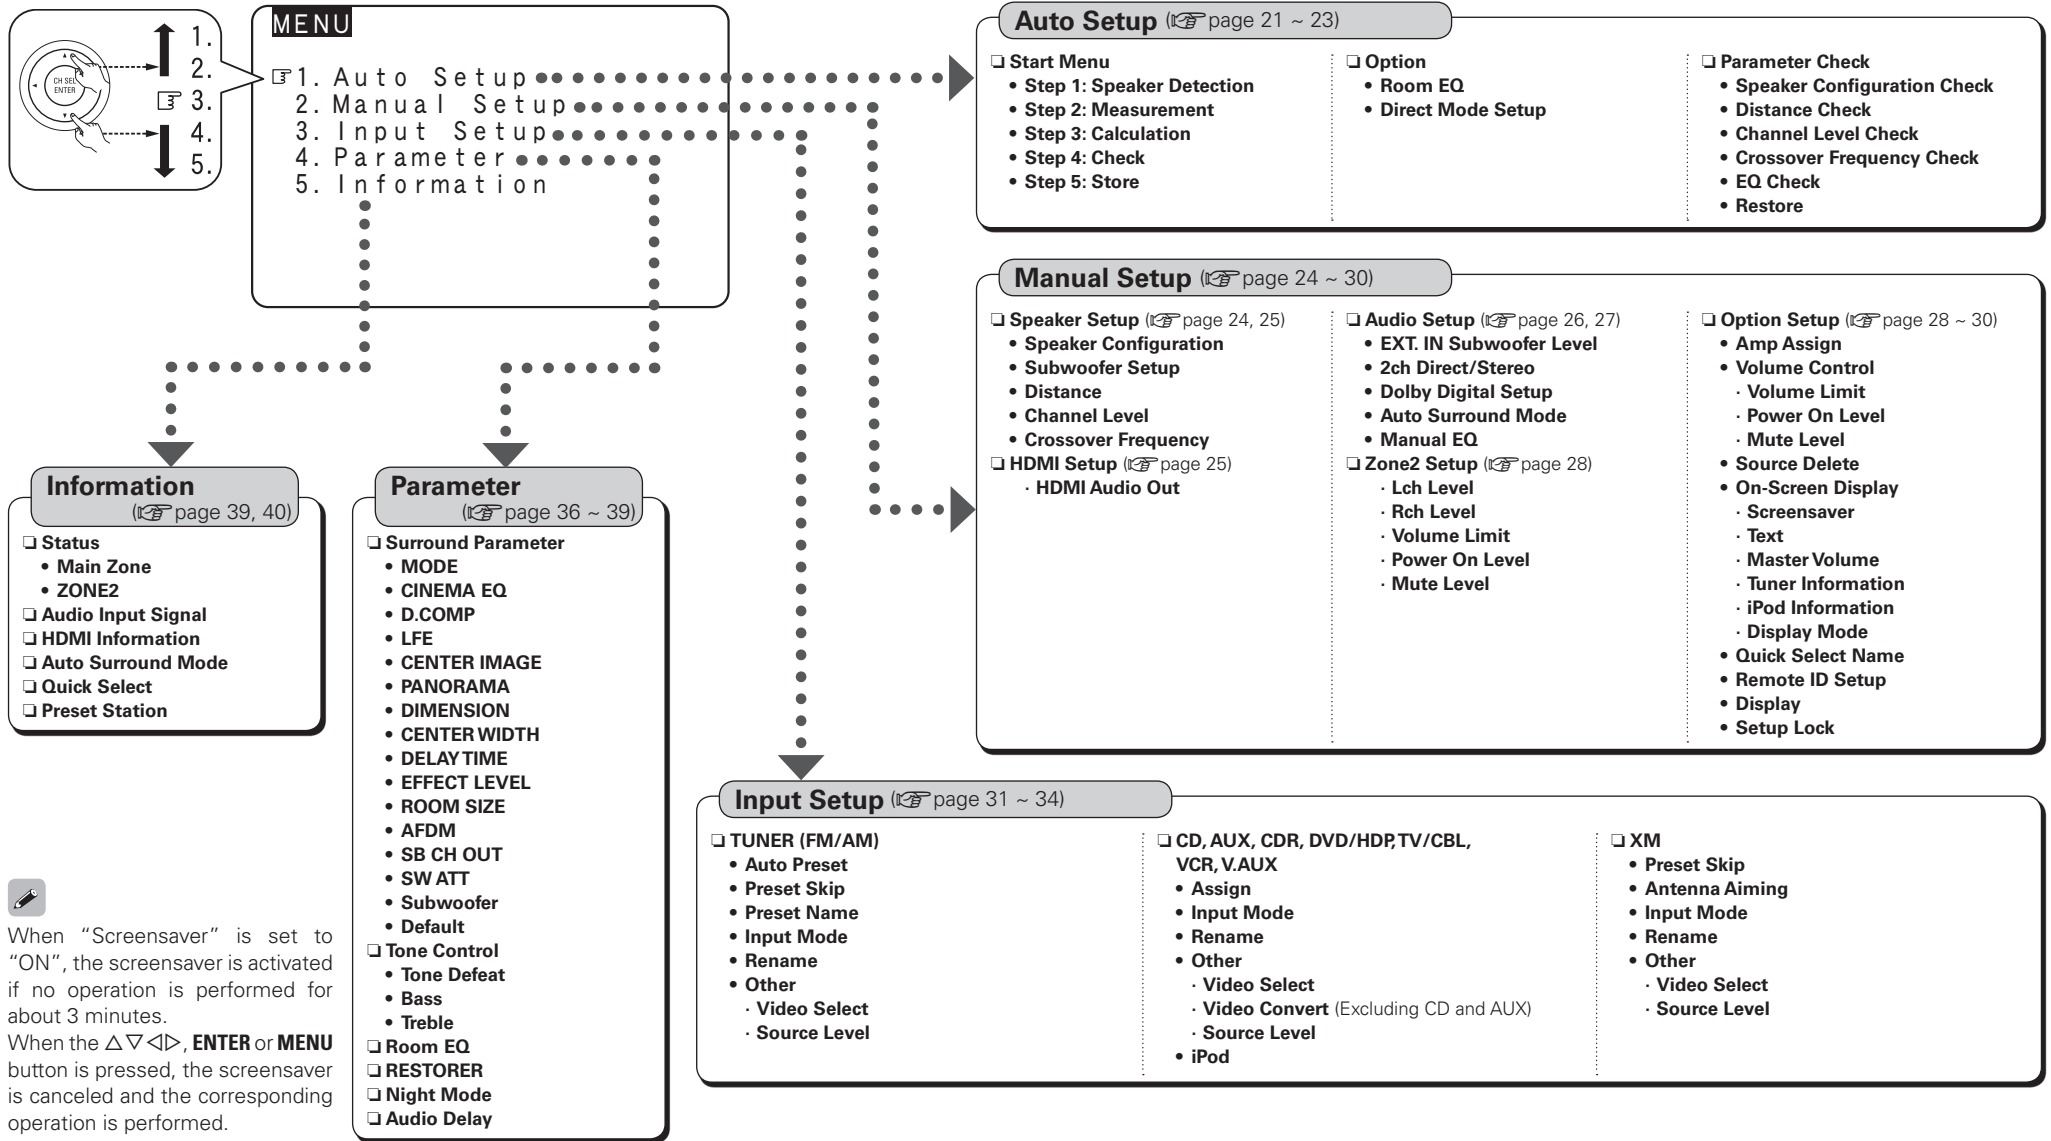 1.
2.
3.
4.
5.
CH SEL
ENTER
MENU
1. Auto Setup
2. Manual Setup
3. Input Setup
4. Parameter
5. Information
Auto Setup (☞ page 21 ~ 23)
❏ Start Menu
• Step 1: Speaker Detection
• Step 2: Measurement
• Step 3: Calculation
• Step 4: Check
• Step 5: Store
❏ Option
• Room EQ
• Direct Mode Setup
❏ Parameter Check
• Speaker Configuration Check
• Distance Check
• Channel Level Check
• Crossover Frequency Check
• EQ Check
• Restore
Manual Setup (☞ page 24 ~ 30)
❏ Speaker Setup (☞ page 24, 25)
• Speaker Configuration
• Subwoofer Setup
• Distance
• Channel Level
• Crossover Frequency
❏ HDMI Setup (☞ page 25)
· HDMI Audio Out
❏ Audio Setup (☞ page 26, 27)
• EXT. IN Subwoofer Level
• 2ch Direct/Stereo
• Dolby Digital Setup
• Auto Surround Mode
• Manual EQ
❏ Zone2 Setup (☞ page 28)
· Lch Level
· Rch Level
· Volume Limit
· Power On Level
· Mute Level
❏ Option Setup (☞ page 28 ~ 30)
• Amp Assign
• Volume Control
· Volume Limit
· Power On Level
· Mute Level
• Source Delete
• On-Screen Display
· Screensaver
· Text
· Master Volume
· Tuner Information
· iPod Information
· Display Mode
• Quick Select Name
• Remote ID Setup
• Display
• Setup Lock
Information
(☞ page 39, 40)
❏ Status
• Main Zone
• ZONE2
❏ Audio Input Signal
❏ HDMI Information
❏ Auto Surround Mode
❏ Quick Select
❏ Preset Station
Parameter
(☞ page 36 ~ 39)
❏ Surround Parameter
• MODE
• CINEMA EQ
• D.COMP
• LFE
• CENTER IMAGE
• PANORAMA
• DIMENSION
• CENTER WIDTH
• DELAY TIME
• EFFECT LEVEL
• ROOM SIZE
• AFDM
• SB CH OUT
• SW ATT
• Subwoofer
• Default
❏ Tone Control
• Tone Defeat
• Bass
• Treble
❏ Room EQ
❏ RESTORER
❏ Night Mode
❏ Audio Delay
Input Setup (☞ page 31 ~ 34)
❏ TUNER (FM/AM)
• Auto Preset
• Preset Skip
• Preset Name
• Input Mode
• Rename
• Other
· Video Select
· Source Level
❏ CD, AUX, CDR, DVD/HDP, TV/CBL,
VCR, V.AUX
• Assign
• Input Mode
• Rename
• Other
· Video Select
· Video Convert (Excluding CD and AUX)
· Source Level
• iPod
❏ XM
• Preset Skip
• Antenna Aiming
• Input Mode
• Rename
• Other
· Video Select
· Source Level
When “Screensaver” is set to
“ON”, the screensaver is activated
if no operation is performed for
about 3 minutes.
When the △▽◁▷, ENTER or MENU
button is pressed, the screensaver
is canceled and the corresponding
operation is performed.